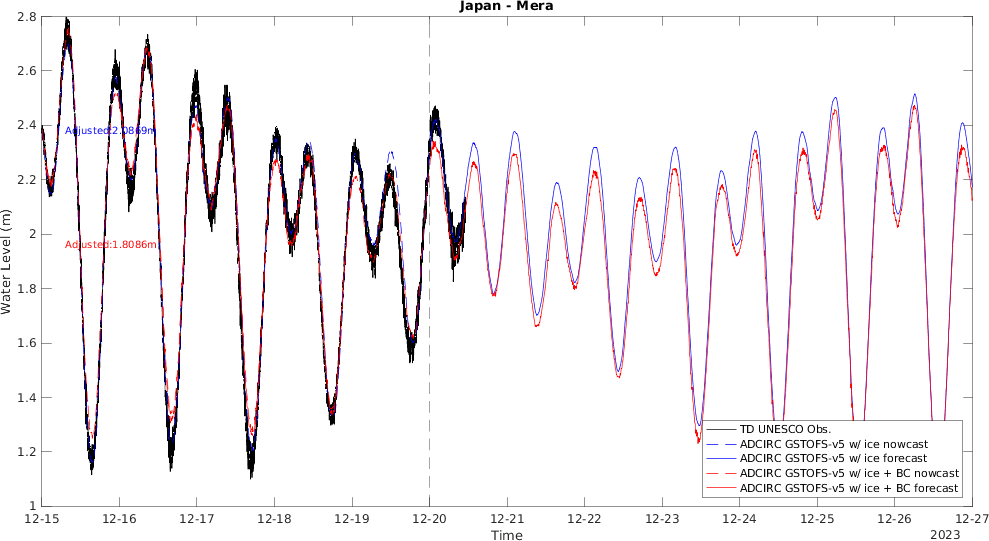 Japan - Mera
Water Level (m)
2.8
2.6
2.4
2.2
2
1.8
1.6
1.4
1.2
1
Adjusted:2.0869m
Adjusted:1.8086m
TD UNESCO Obs.
ADCIRC GSTOFS-v5 w/ ice nowcast
ADCIRC GSTOFS-v5 w/ ice forecast
ADCIRC GSTOFS-v5 w/ ice + BC nowcast
ADCIRC GSTOFS-v5 w/ ice + BC forecast
12-15 12-16 12-17 12-18 12-19 12-20 12-21 12-22 12-23 12-24 12-25 12-26 12-27
Time
2023